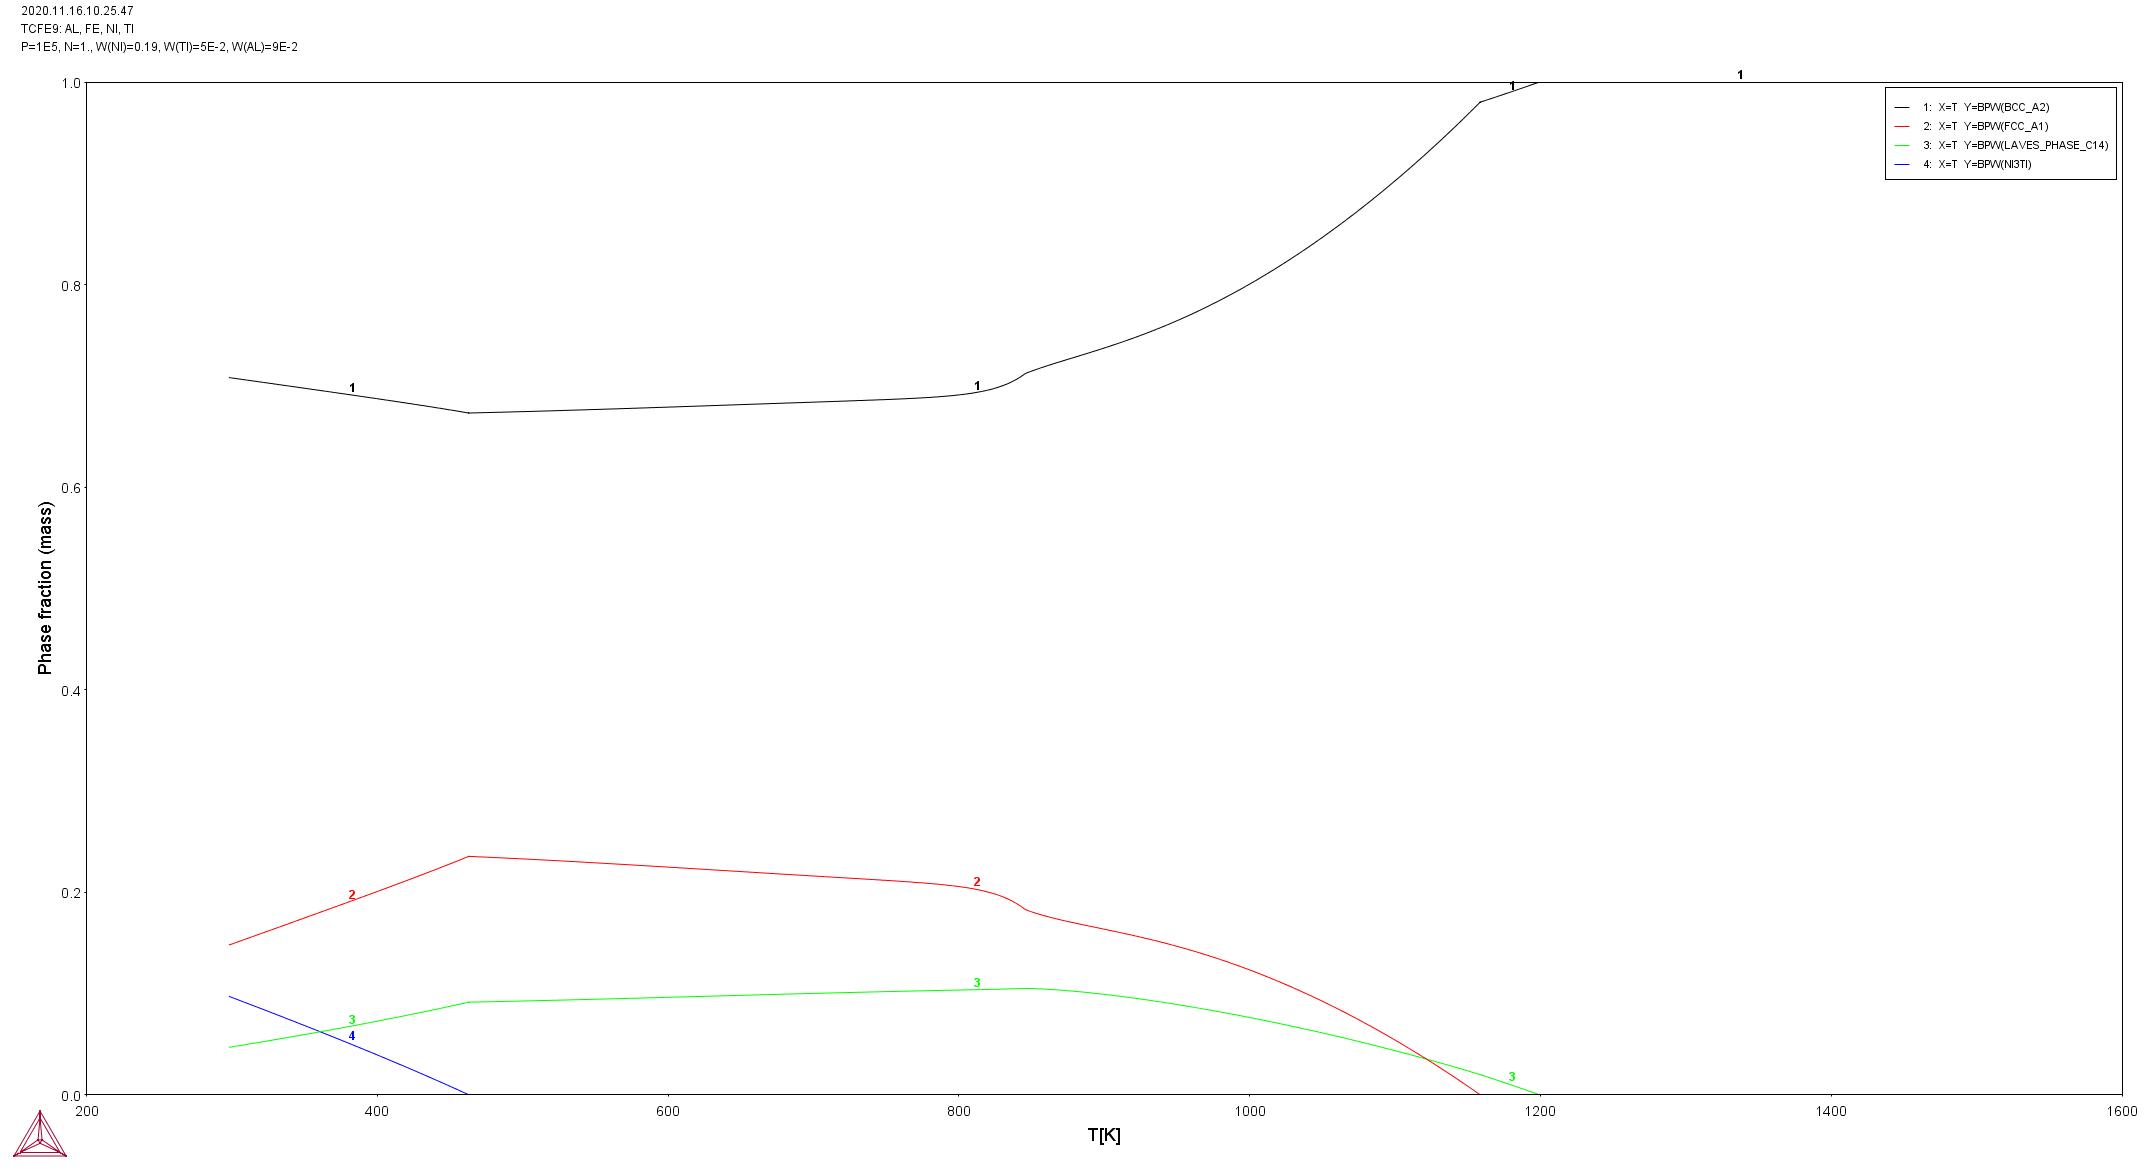 2020.11.16.10.25.47
TCFE9: AL, FE, NI, TI
P=1E5, N=1., W(NI)=0.19, W(TI)=5E-2, W(AL)=9E-2
1
1
1: X=T Y=BPW(BCC_A2)
2: X=T Y=BPW(FCC_A1)
3: X=T Y=BPW(LAVES_PHASE_C14)
4: X=T Y=BPW(NI3TI)
1.0
0.8
0.6
0.4
0.2
0.0
Phase fraction (mass)
1
1
2
2
3
3
4
3
200 400 600 800 1000 1200 1400 1600
T[K]